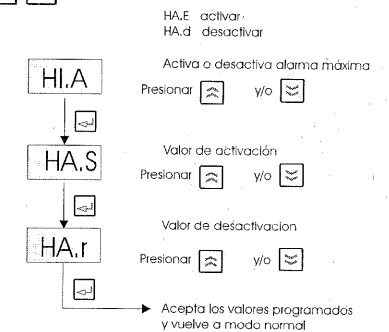 HA.E activar
HA.d desactivar
HI.A
Activa o desactiva alarma máxima
Presionar y/o
HA.S
Valor de activación
Presionar y/o
HA.r
Valor de desactivacion
Presionar y/o
Acepta los valores programados
y vuelve a modo normal